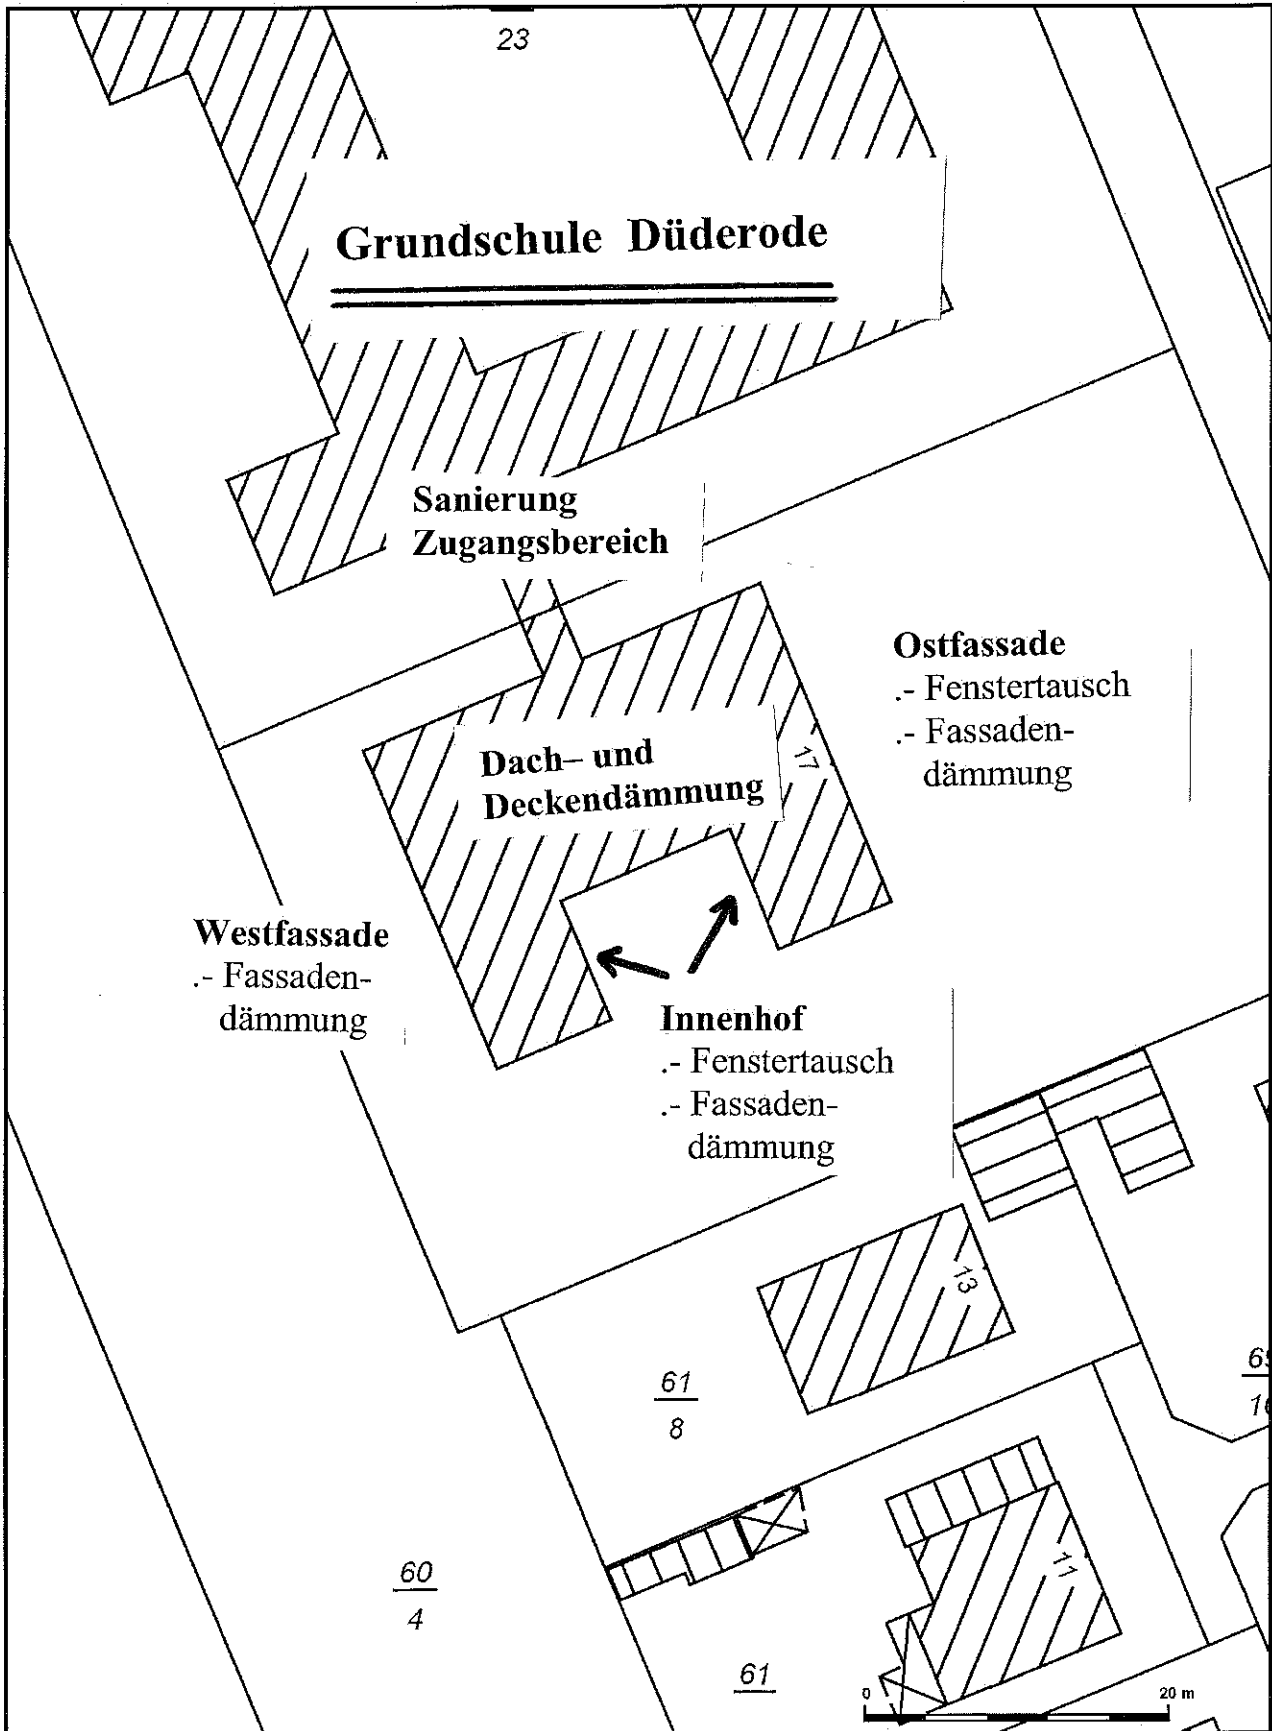 23
Grundschule Düderode
Sanierung
Zugangsbereich
Ostfassade
.- Fenstertausch
.- Fassaden-
dämmung
Dach– und
Deckendämmung
17
Westfassade
.- Fassaden-
dämmung
Innenhof
.- Fenstertausch
.- Fassaden-
dämmung
13
61
8
11
60
4
61
0 20 m